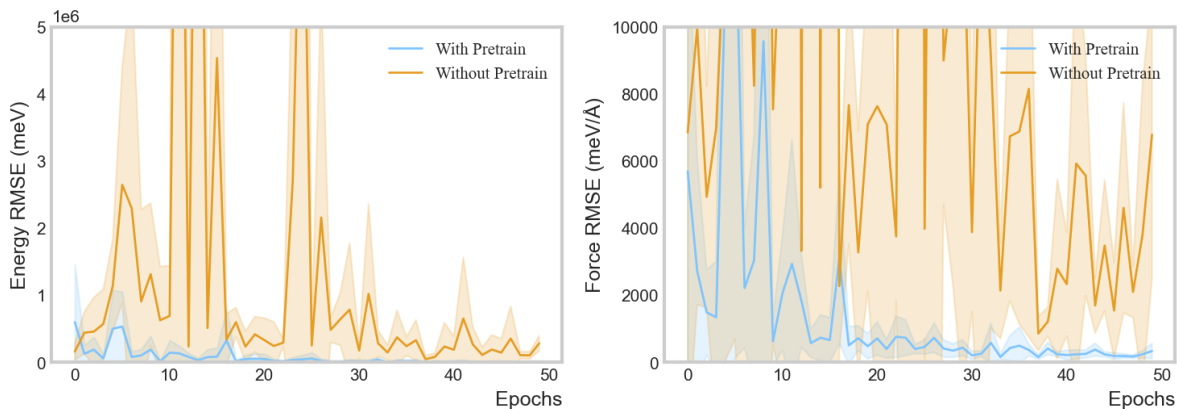 1e6
5
4
3
2
1
0
Energy RMSE (meV)
With Pretrain
Without Pretrain
0 10 20 30 40 50
Epochs
10000
8000
6000
4000
2000
0
Force RMSE (meV/Å)
With Pretrain
Without Pretrain
0 10 20 30 40 50
Epochs